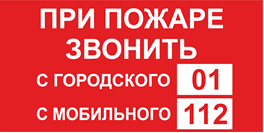 ПРИ ПОЖАРЕ
ЗВОНИТЬ
С ГОРОДСКОГО 01
С МОБИЛЬНОГО 112